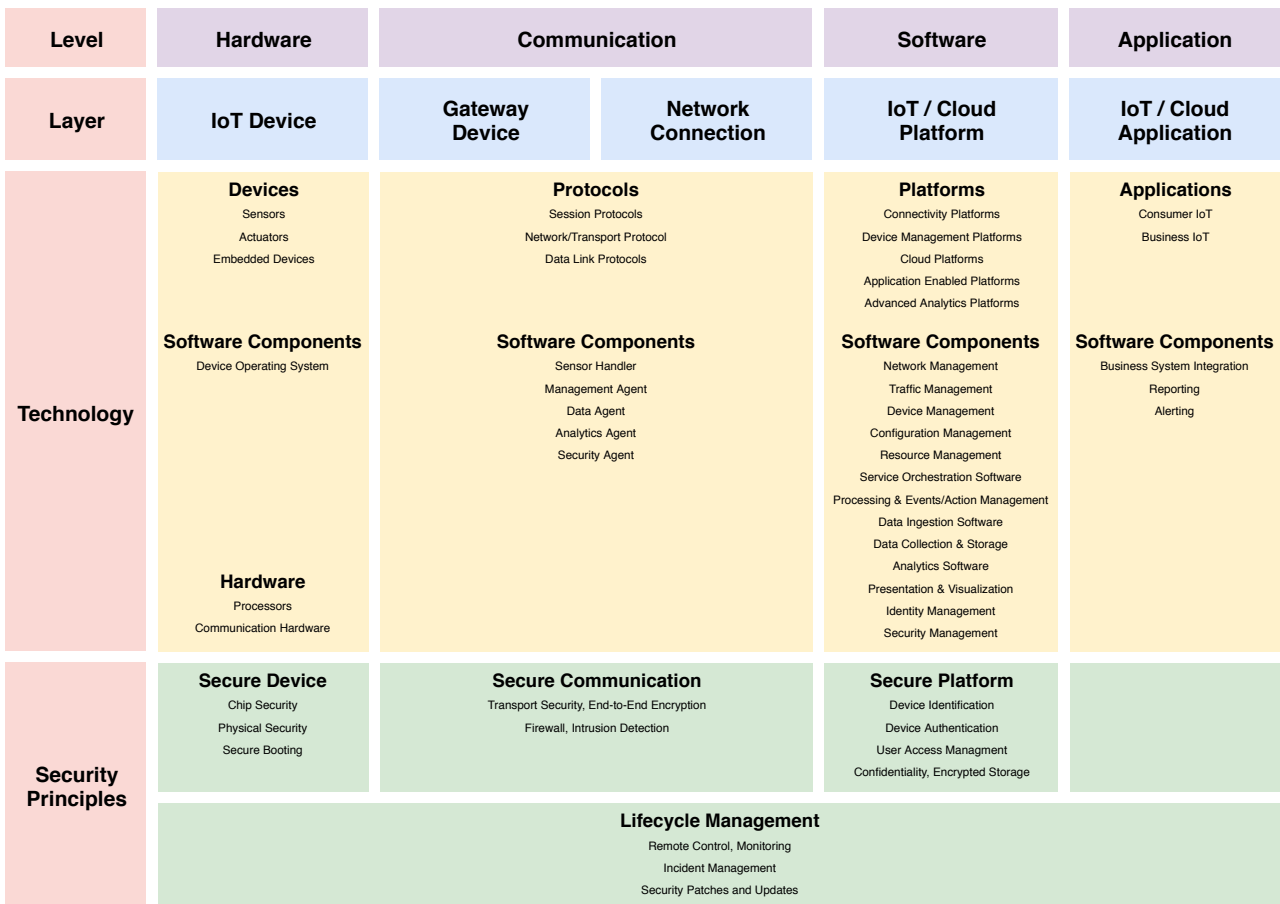 Level
Hardware
Communication
Software
Application
Layer
IoT Device
Gateway
Device
Network
Connection
IoT / Cloud
Platform
IoT / Cloud
Application
Technology
Devices
Sensors
Actuators
Embedded Devices
Software Components
Device Operating System
Hardware
Processors
Communication Hardware
Protocols
Session Protocols
Network/Transport Protocol
Data Link Protocols
Software Components
Sensor Handler
Management Agent
Data Agent
Analytics Agent
Security Agent
Platforms
Connectivity Platforms
Device Management Platforms
Cloud Platforms
Application Enabled Platforms
Advanced Analytics Platforms
Software Components
Network Management
Traffic Management
Device Management
Configuration Management
Resource Management
Service Orchestration Software
Processing & Events/Action Management
Data Ingestion Software
Data Collection & Storage
Analytics Software
Presentation & Visualization
Identity Management
Security Management
Applications
Consumer IoT
Business IoT
Software Components
Business System Integration
Reporting
Alerting
Security
Principles
Secure Device
Chip Security
Physical Security
Secure Booting
Secure Communication
Transport Security, End-to-End Encryption
Firewall, Intrusion Detection
Secure Platform
Device Identification
Device Authentication
User Access Managment
Confidentiality, Encrypted Storage
Lifecycle Management
Remote Control, Monitoring
Incident Management
Security Patches and Updates